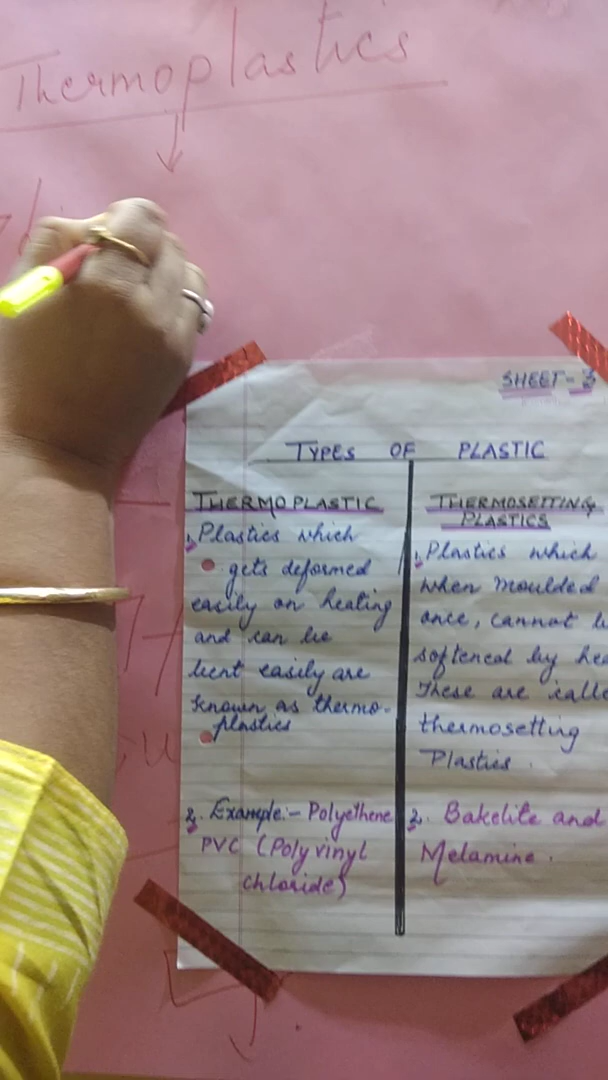 Thermoplastics
SHEET-3
TYPES OF PLASTIC
THERMOPLASTIC
1. Plastics which
gets deformed
easily on heating
and can be
bent easily are
known as thermo-
plastics
2. Example:- Polyethene
PVC (Polyvinyl
chloride)
THERMOSETTING
PLASTICS
1. Plastics which
when moulded
once, cannot
softened by
These are
thermosetting
Plastics.
2. Bakelite and
Melamine.